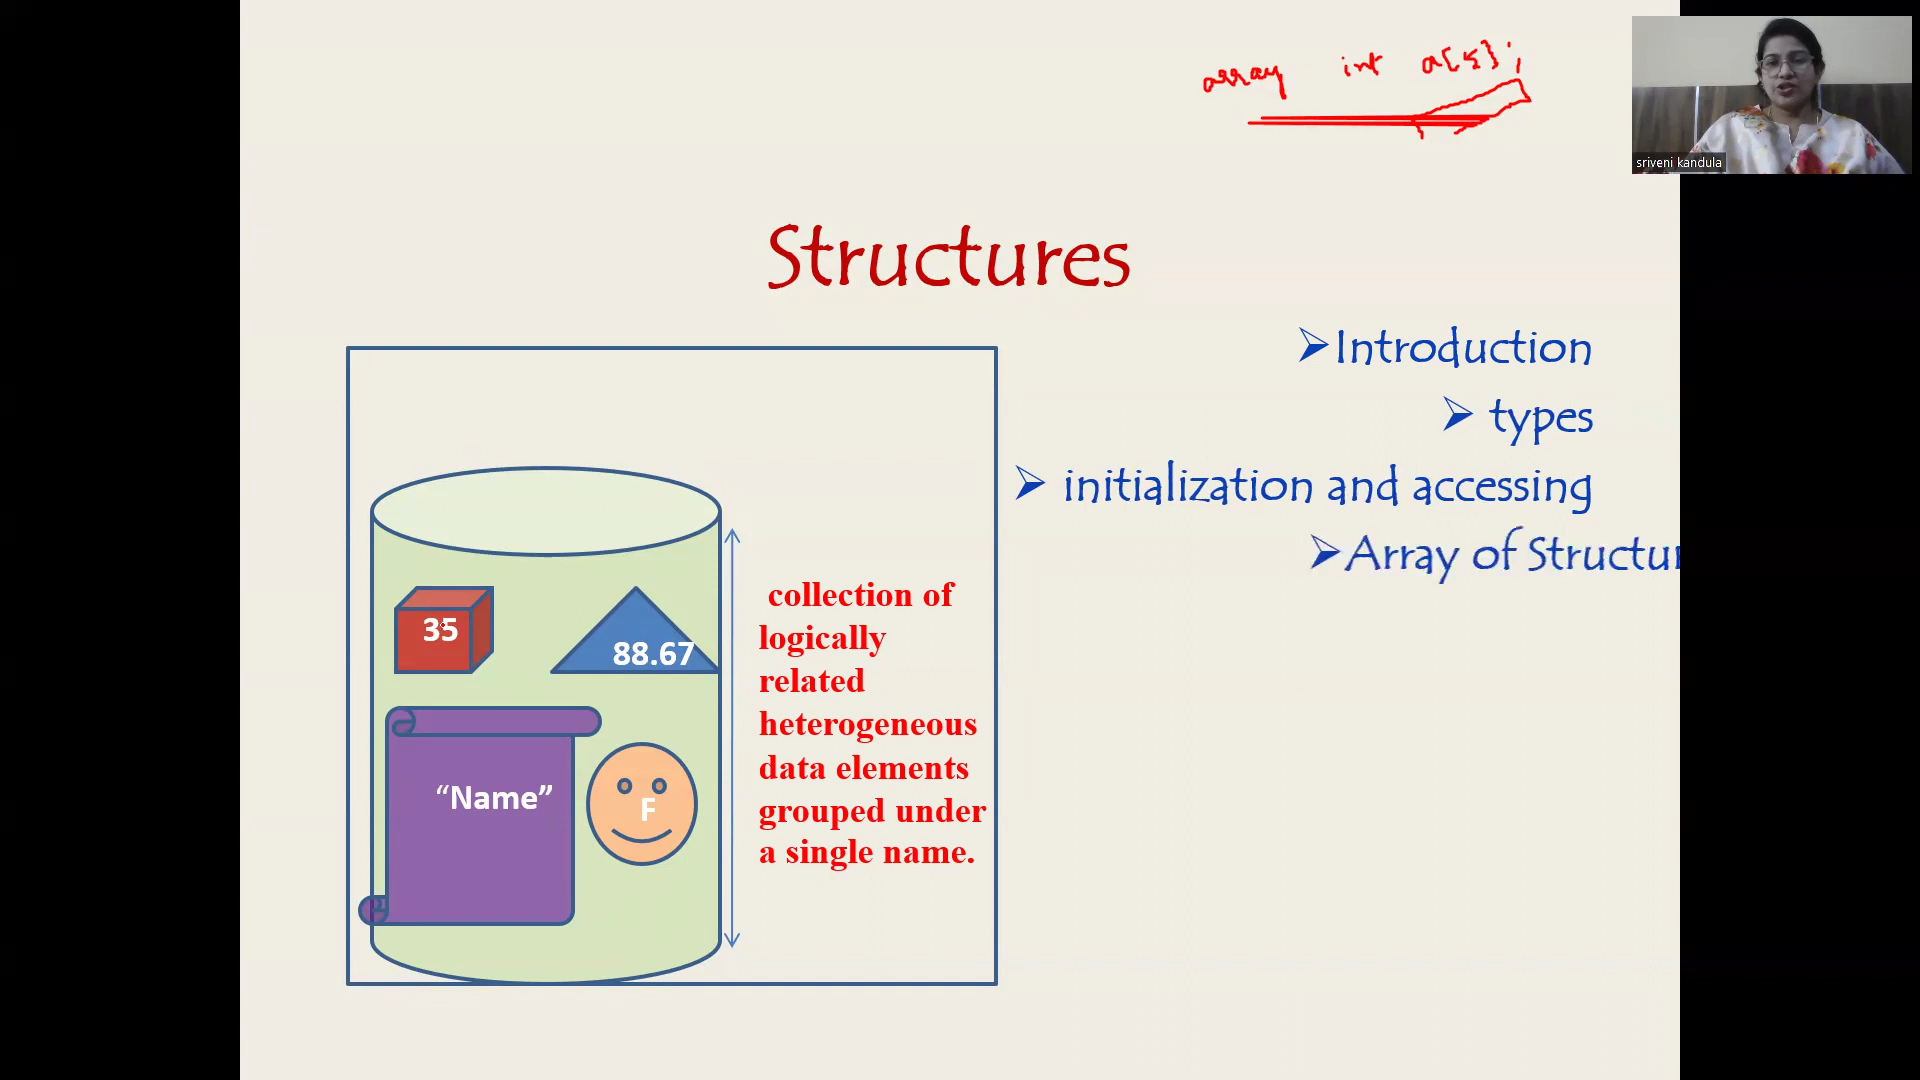 array int a[5];
sriveni kandula
Structures
➢Introduction
➢ types
➢ initialization and accessing
➢Array of Structur
35
88.67
“Name”
F
collection of
logically
related
heterogeneous
data elements
grouped under
a single name.